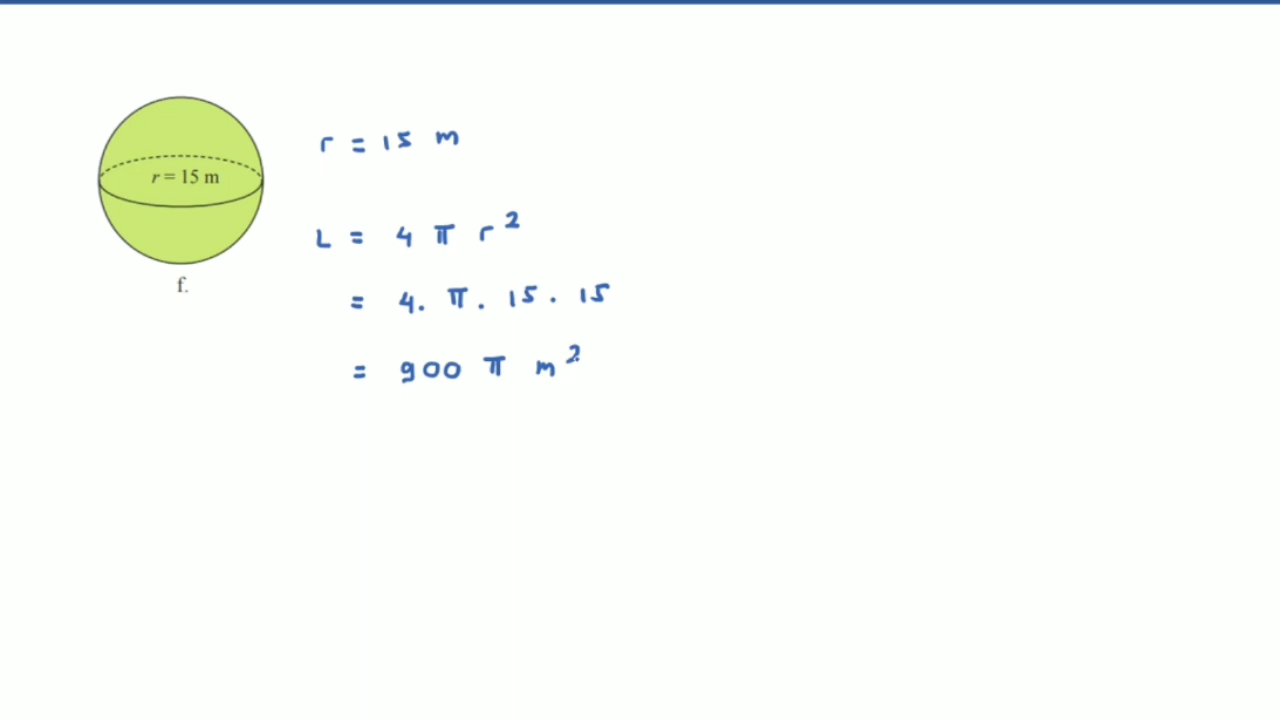 r = 15 m
f.
r = 15 m
L = 4 π r²
= 4. π . 15 . 15
= 900 π m²